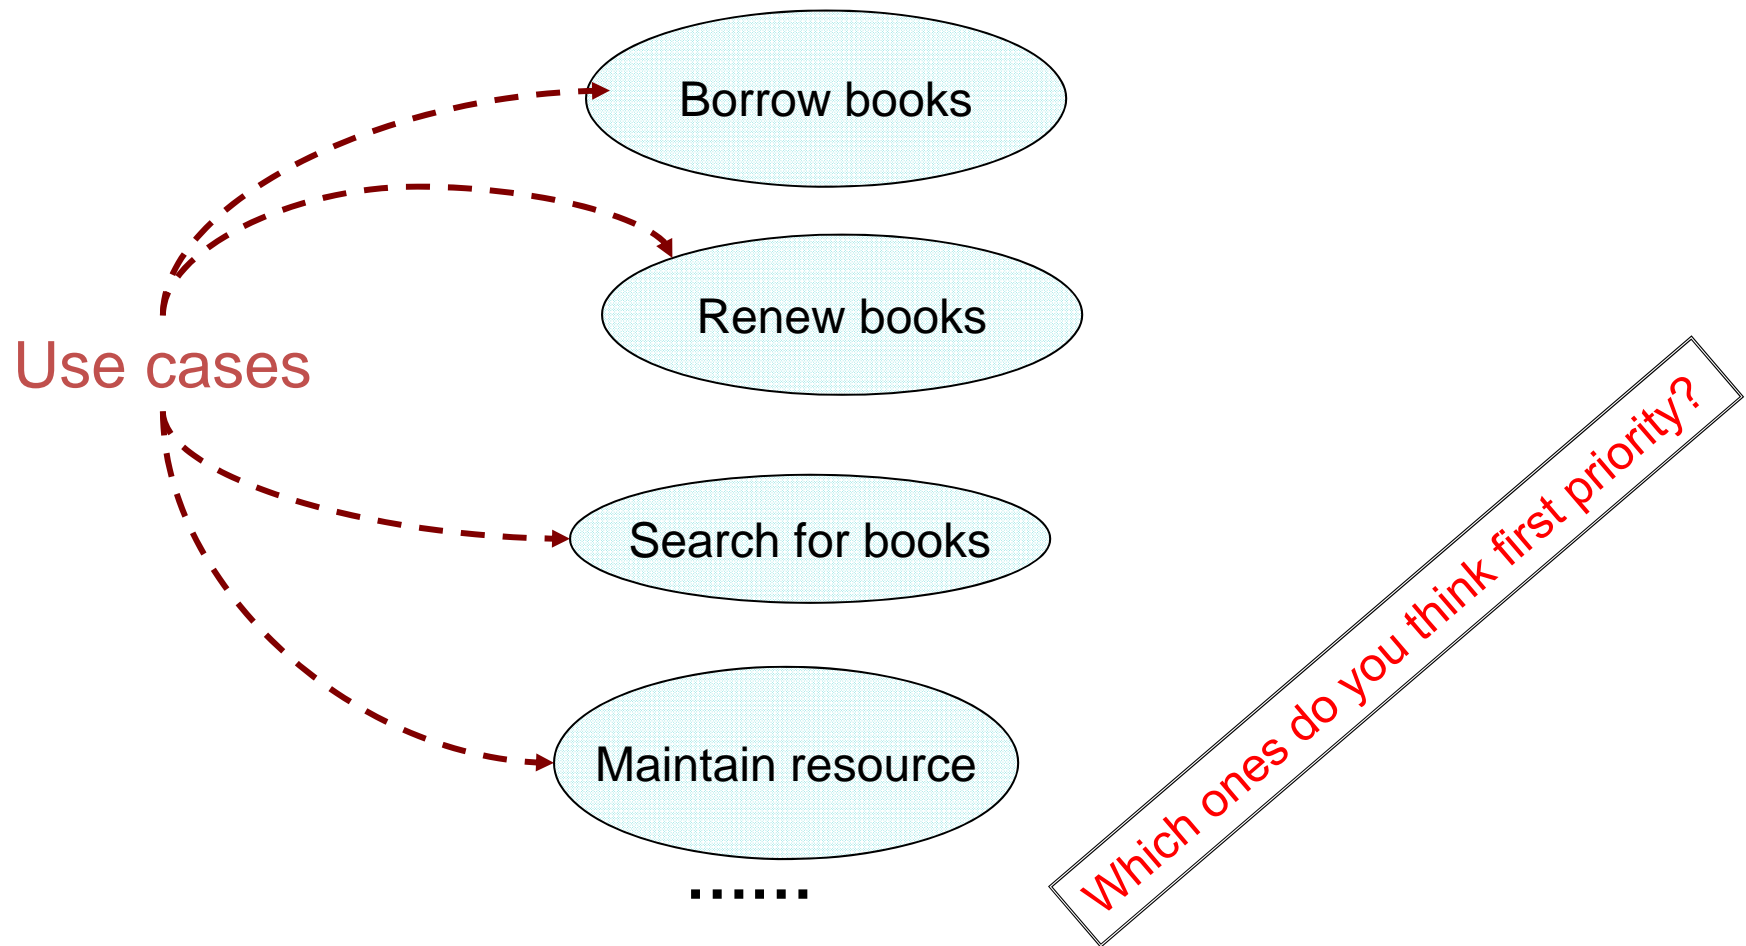 Borrow books
Renew books
Use cases
Search for books
Maintain resource
......
Which ones do you think first priority?